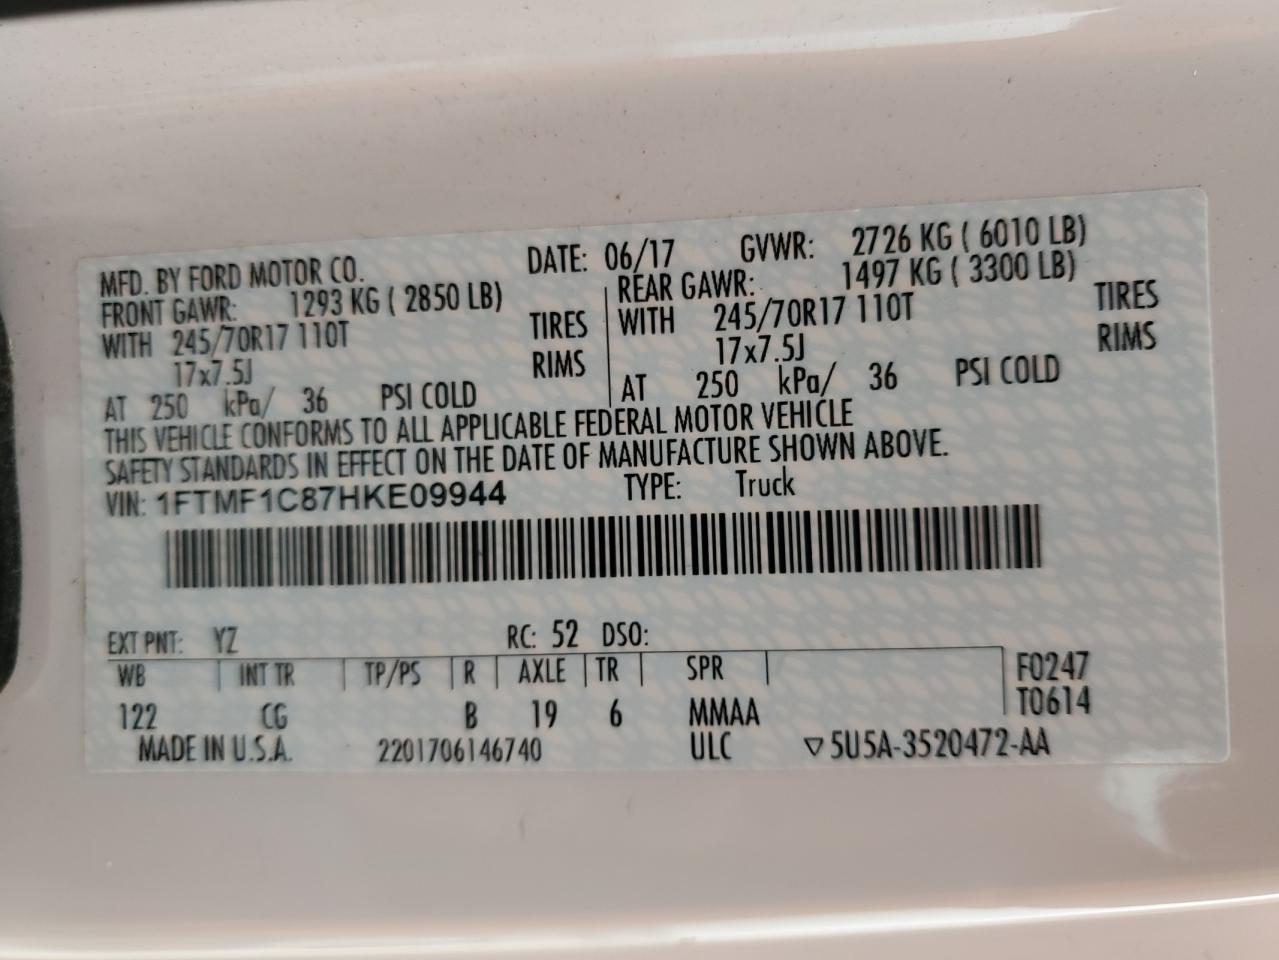 MFD. BY FORD MOTOR CO. DATE: 06/17 GVWR: 2726 KG ( 6010 LB)
FRONT GAWR: 1293 KG ( 2850 LB) REAR GAWR: 1497 KG ( 3300 LB)
WITH 245/70R17 110T TIRES WITH 245/70R17 110T TIRES
17x7.5J RIMS 17x7.5J RIMS
AT 250 kPa/ 36 PSI COLD AT 250 kPa/ 36 PSI COLD
THIS VEHICLE CONFORMS TO ALL APPLICABLE FEDERAL MOTOR VEHICLE
SAFETY STANDARDS IN EFFECT ON THE DATE OF MANUFACTURE SHOWN ABOVE.
VIN: 1FTMF1C87HKE09944 TYPE: Truck
EXT PNT: YZ RC: 52 DSO:
WB INT TR TP/PS R AXLE TR SPR F0247
122 CG B 19 6 MMAA T0614
MADE IN U.S.A. 2201706146740 ULC ▽5U5A-3520472-AA